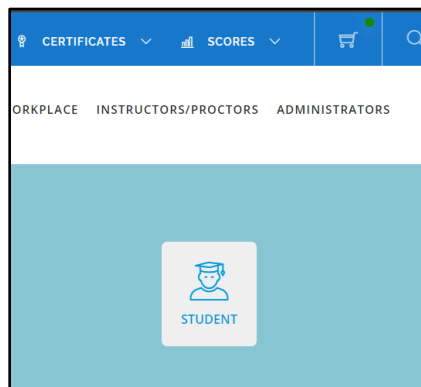 CERTIFICATES SCORES
ORKPLACE INSTRUCTORS/PROCTORS ADMINISTRATORS
STUDENT